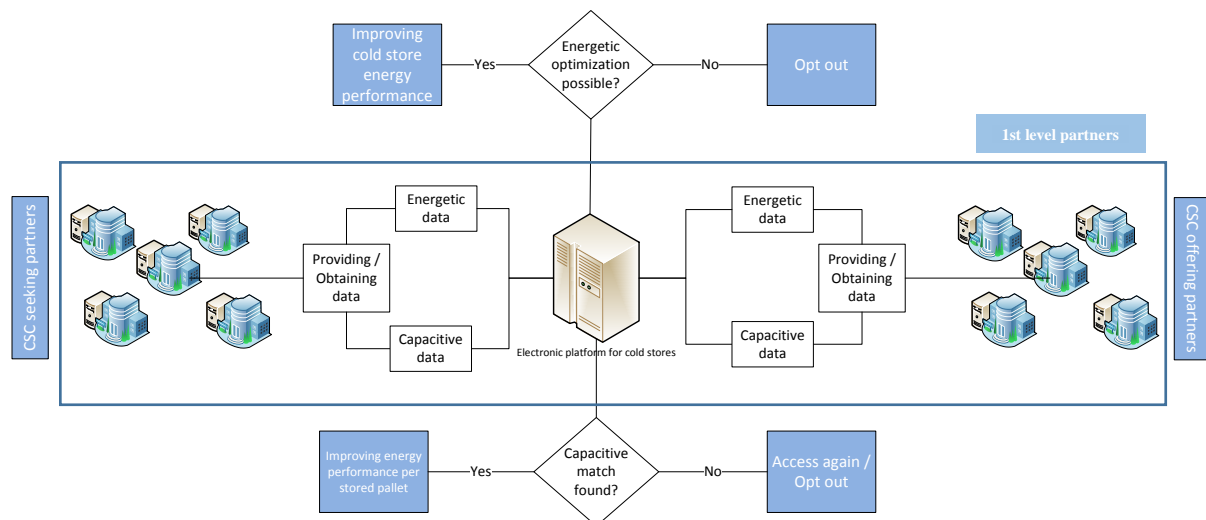 Improving
cold store
energy
performance
Yes
Energetic
optimization
possible?
No
Opt out
1st level partners
CSC seeking partners
Providing /
Obtaining
data
Energetic
data
Capacitive
data
Electronic platform for cold stores
Energetic
data
Capacitive
data
Providing /
Obtaining
data
CSC offering
partners
Improving energy
performance per
stored pallet
Yes
Capacitive
match
found?
No
Access again /
Opt out